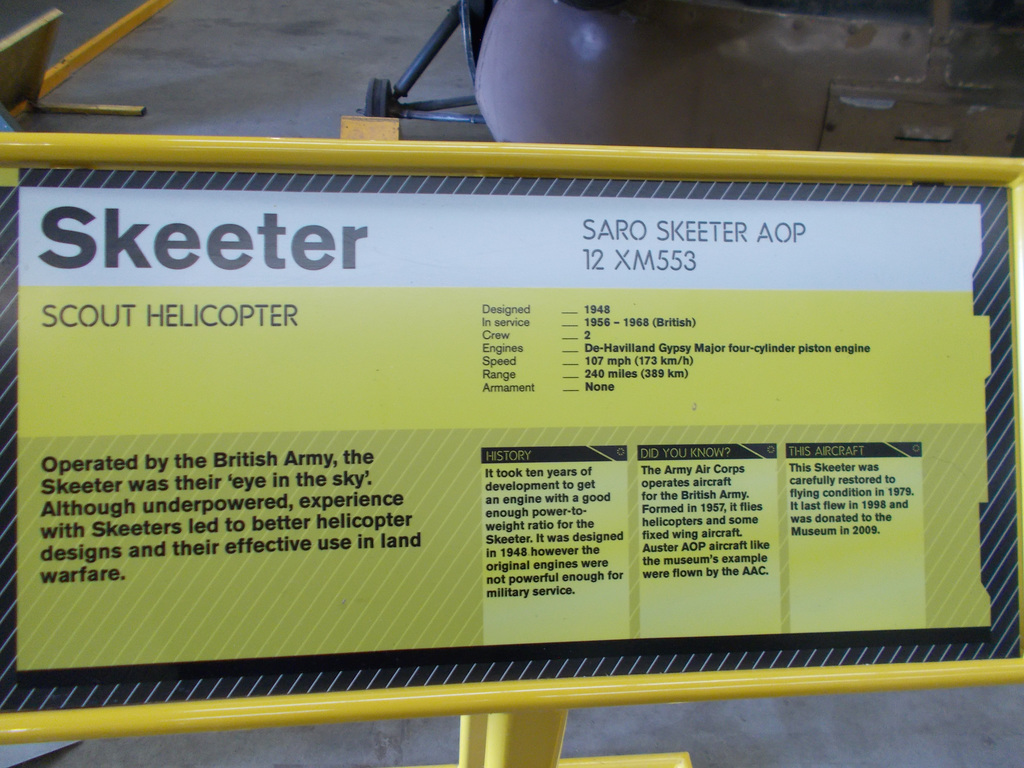 Skeeter
SARO SKEETER AOP
12 XM553
SCOUT HELICOPTER
Designed — 1948
In service — 1956 – 1968 (British)
Crew — 2
Engines — De-Havilland Gypsy Major four-cylinder piston engine
Speed — 107 mph (173 km/h)
Range — 240 miles (389 km)
Armament — None
Operated by the British Army, the
Skeeter was their ‘eye in the sky’.
Although underpowered, experience
with Skeeters led to better helicopter
designs and their effective use in land
warfare.
HISTORY
It took ten years of
development to get
an engine with a good
enough power-to-
weight ratio for the
Skeeter. It was designed
in 1948 however the
original engines were
not powerful enough for
military service.
DID YOU KNOW?
The Army Air Corps
operates aircraft
for the British Army.
Formed in 1957, it flies
helicopters and some
fixed wing aircraft.
Auster AOP aircraft like
the museum's example
were flown by the AAC.
THIS AIRCRAFT
This Skeeter was
carefully restored to
flying condition in 1979.
It last flew in 1998 and
was donated to the
Museum in 2009.